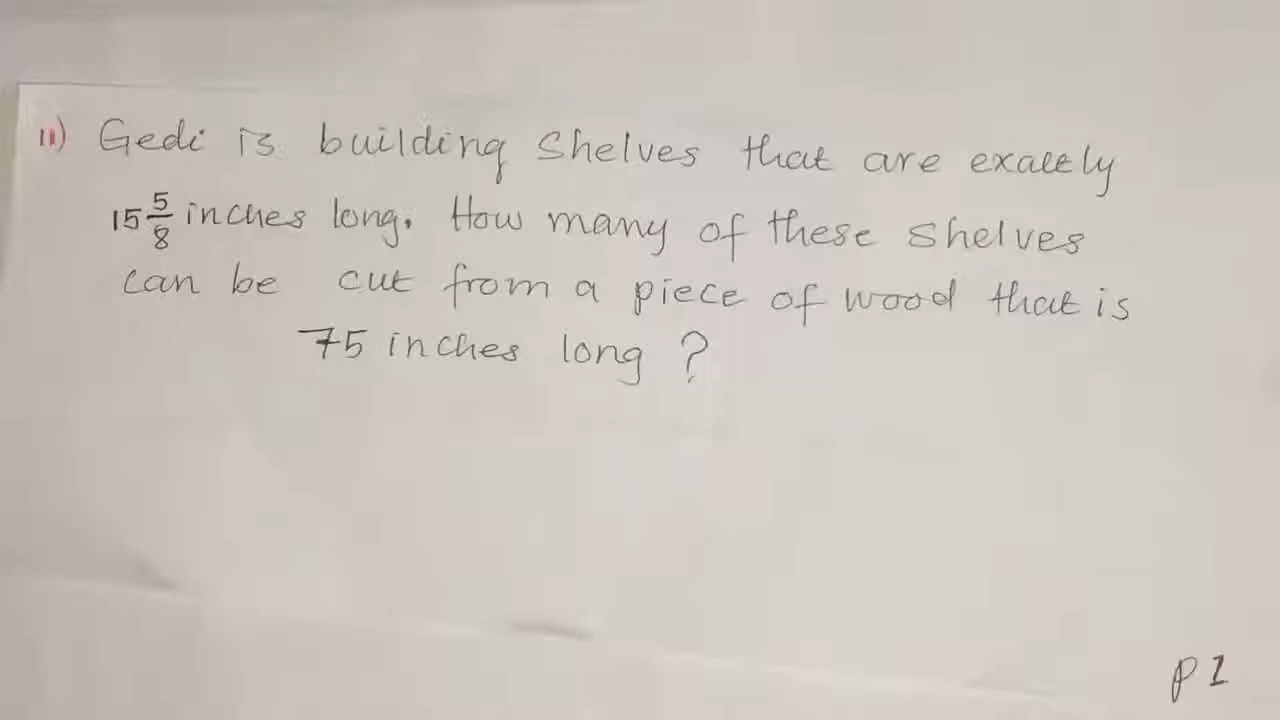 11) Gedi is building shelves that are exactly
15 5/8 inches long. How many of these shelves
can be cut from a piece of wood that is
75 inches long ?
P 1